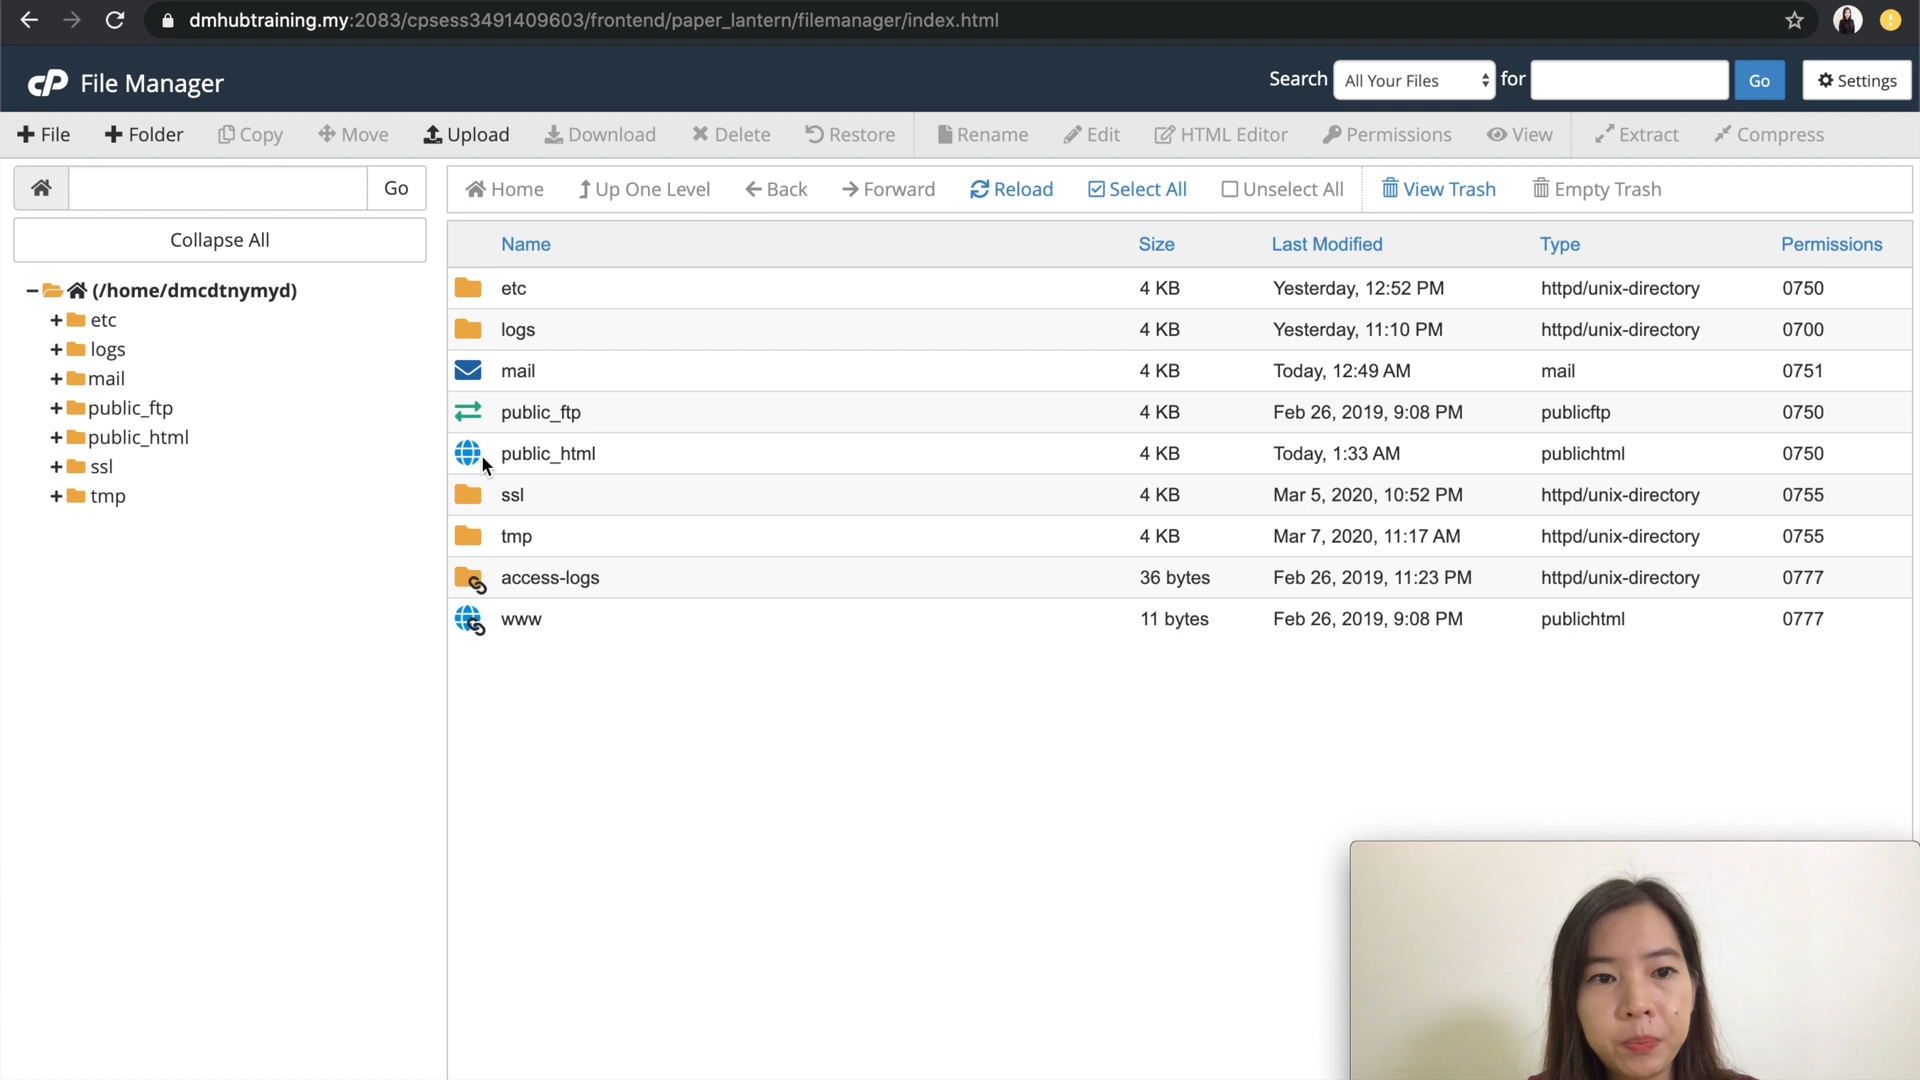 dmhubtraining.my:2083/cpsess3491409603/frontend/paper_lantern/filemanager/index.html
cP File Manager
Search All Your Files for Go Settings
File Folder Copy Move Upload Download Delete Restore Rename Edit HTML Editor Permissions View Extract Compress
Go
Home Up One Level Back Forward Reload Select All Unselect All View Trash Empty Trash
Collapse All
(/home/dmcdtnymyd)
etc
logs
mail
public_ftp
public_html
ssl
tmp
Name Size Last Modified Type Permissions
etc 4 KB Yesterday, 12:52 PM httpd/unix-directory 0750
logs 4 KB Yesterday, 11:10 PM httpd/unix-directory 0700
mail 4 KB Today, 12:49 AM mail 0751
public_ftp 4 KB Feb 26, 2019, 9:08 PM publicftp 0750
public_html 4 KB Today, 1:33 AM publichtml 0750
ssl 4 KB Mar 5, 2020, 10:52 PM httpd/unix-directory 0755
tmp 4 KB Mar 7, 2020, 11:17 AM httpd/unix-directory 0755
access-logs 36 bytes Feb 26, 2019, 11:23 PM httpd/unix-directory 0777
www 11 bytes Feb 26, 2019, 9:08 PM publichtml 0777